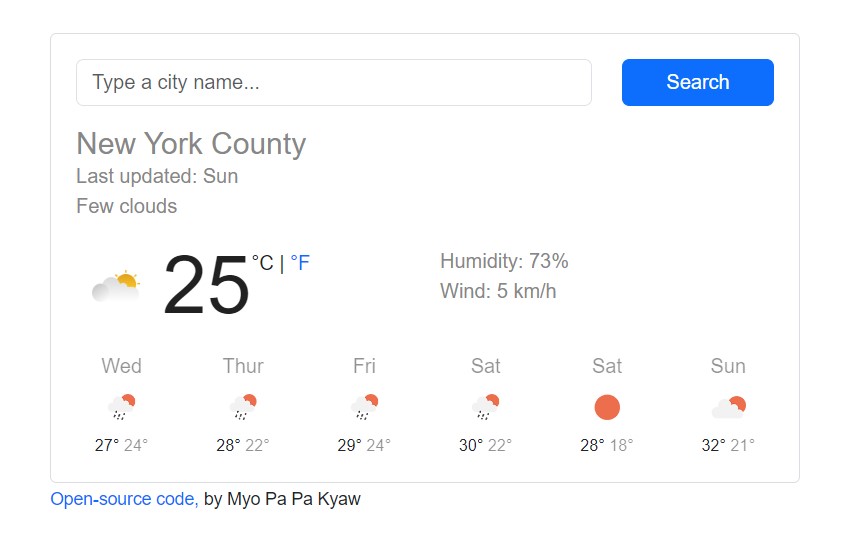 Type a city name... Search
New York County
Last updated: Sun
Few clouds
25 °C | °F
Humidity: 73%
Wind: 5 km/h
Wed Thur Fri Sat Sat Sun
27° 24° 28° 22° 29° 24° 30° 22° 28° 18° 32° 21°
Open-source code, by Myo Pa Pa Kyaw